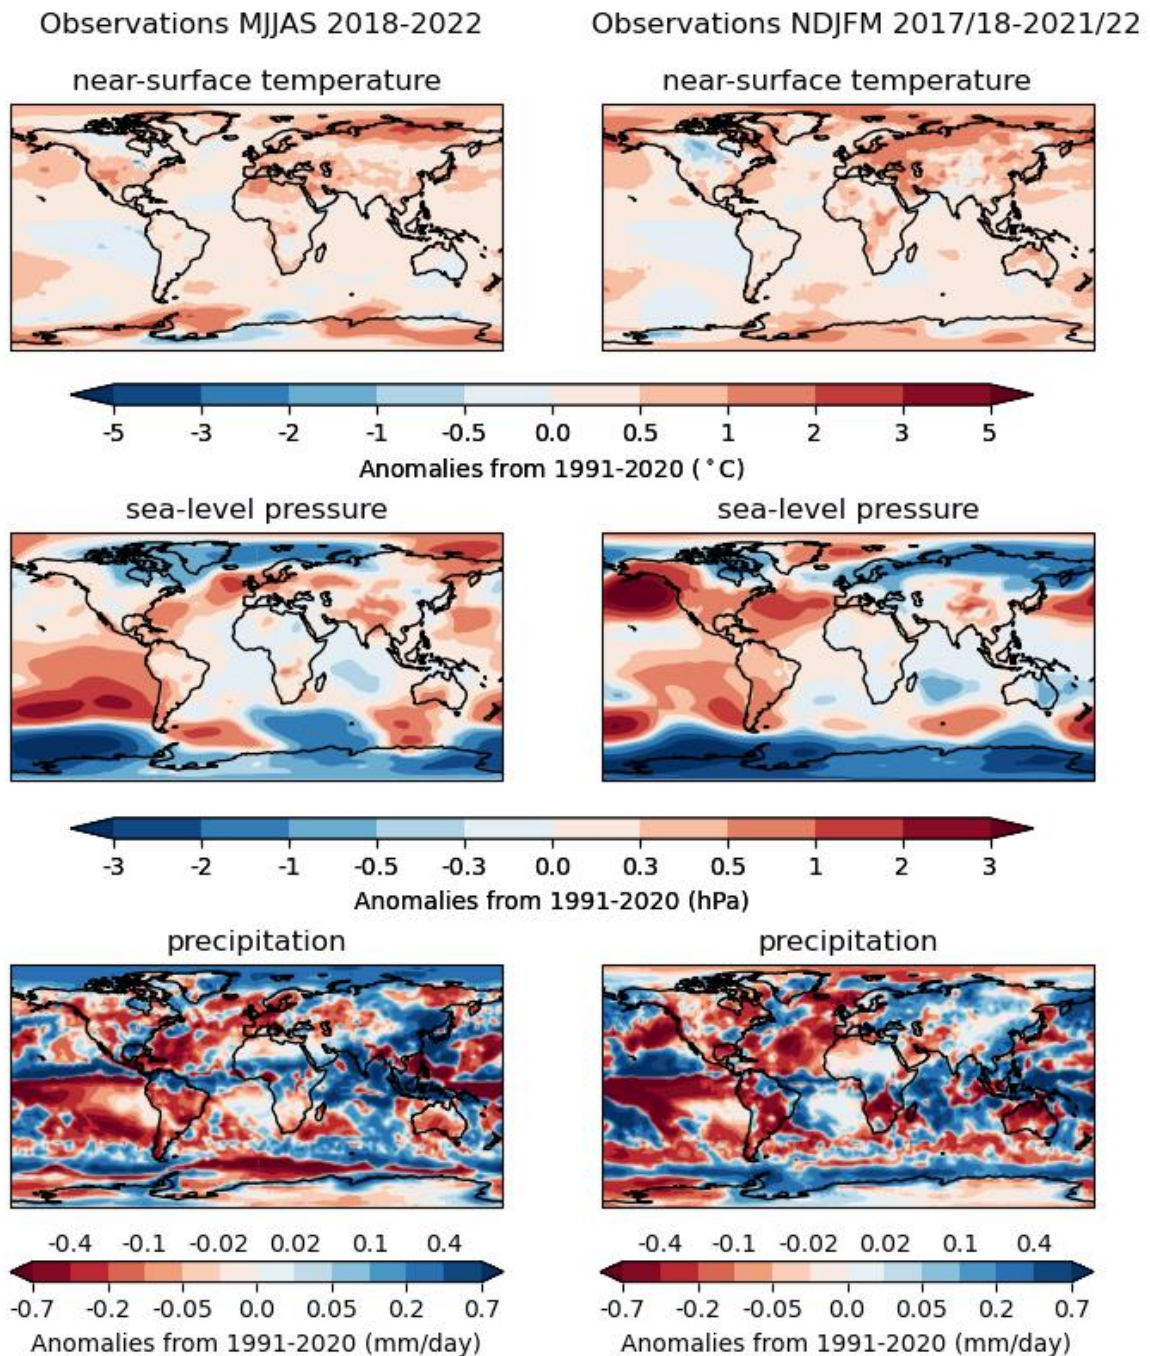 Observations MJJAS 2018-2022
Observations NDJFM 2017/18-2021/22
near-surface temperature
near-surface temperature
-5 -3 -2 -1 -0.5 0.0 0.5 1 2 3 5
Anomalies from 1991-2020 (°C)
sea-level pressure
sea-level pressure
-3 -2 -1 -0.5 -0.3 0.0 0.3 0.5 1 2 3
Anomalies from 1991-2020 (hPa)
precipitation
precipitation
-0.4 -0.1 -0.02 0.02 0.1 0.4
-0.7 -0.2 -0.05 0.0 0.05 0.2 0.7
Anomalies from 1991-2020 (mm/day)
-0.4 -0.1 -0.02 0.02 0.1 0.4
-0.7 -0.2 -0.05 0.0 0.05 0.2 0.7
Anomalies from 1991-2020 (mm/day)